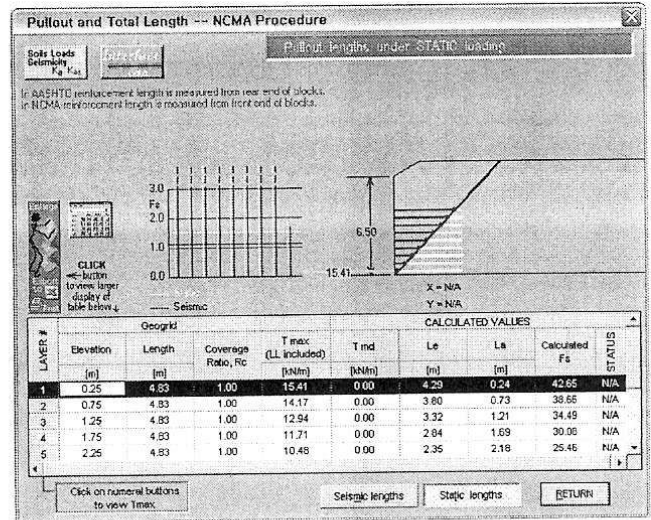 Pullout and Total Length -- NCMA Procedure
Soils Loads
Seismicity
Ka Kae
Interface
Pullout lengths under STATIC loading
In AASHTO reinforcement length is measured from rear end of blocks.
In NCMA reinforcement length is measured from front end of blocks.
3.0
Fs
2.0
1.0
0.0
Seismic
CLICK
button
to view larger
display of
table below
6.50
15.41
X = N/A
Y = N/A
LAYER # Geogrid CALCULATED VALUES
Elevation Length Coverage Ratio, Rc T max (LL included) T md Le La Calculated Fs STATUS
[m] [m] [kN/m] [kN/m] [m] [m]
1 0.25 4.83 1.00 15.41 0.00 4.29 0.24 42.65 N/A
2 0.75 4.83 1.00 14.17 0.00 3.80 0.73 38.66 N/A
3 1.25 4.83 1.00 12.94 0.00 3.32 1.21 34.49 N/A
4 1.75 4.83 1.00 11.71 0.00 2.84 1.69 30.08 N/A
5 2.25 4.83 1.00 10.48 0.00 2.35 2.18 25.46 N/A
Click on numeral buttons
to view Tmax
Seismic lengths
Static lengths
RETURN